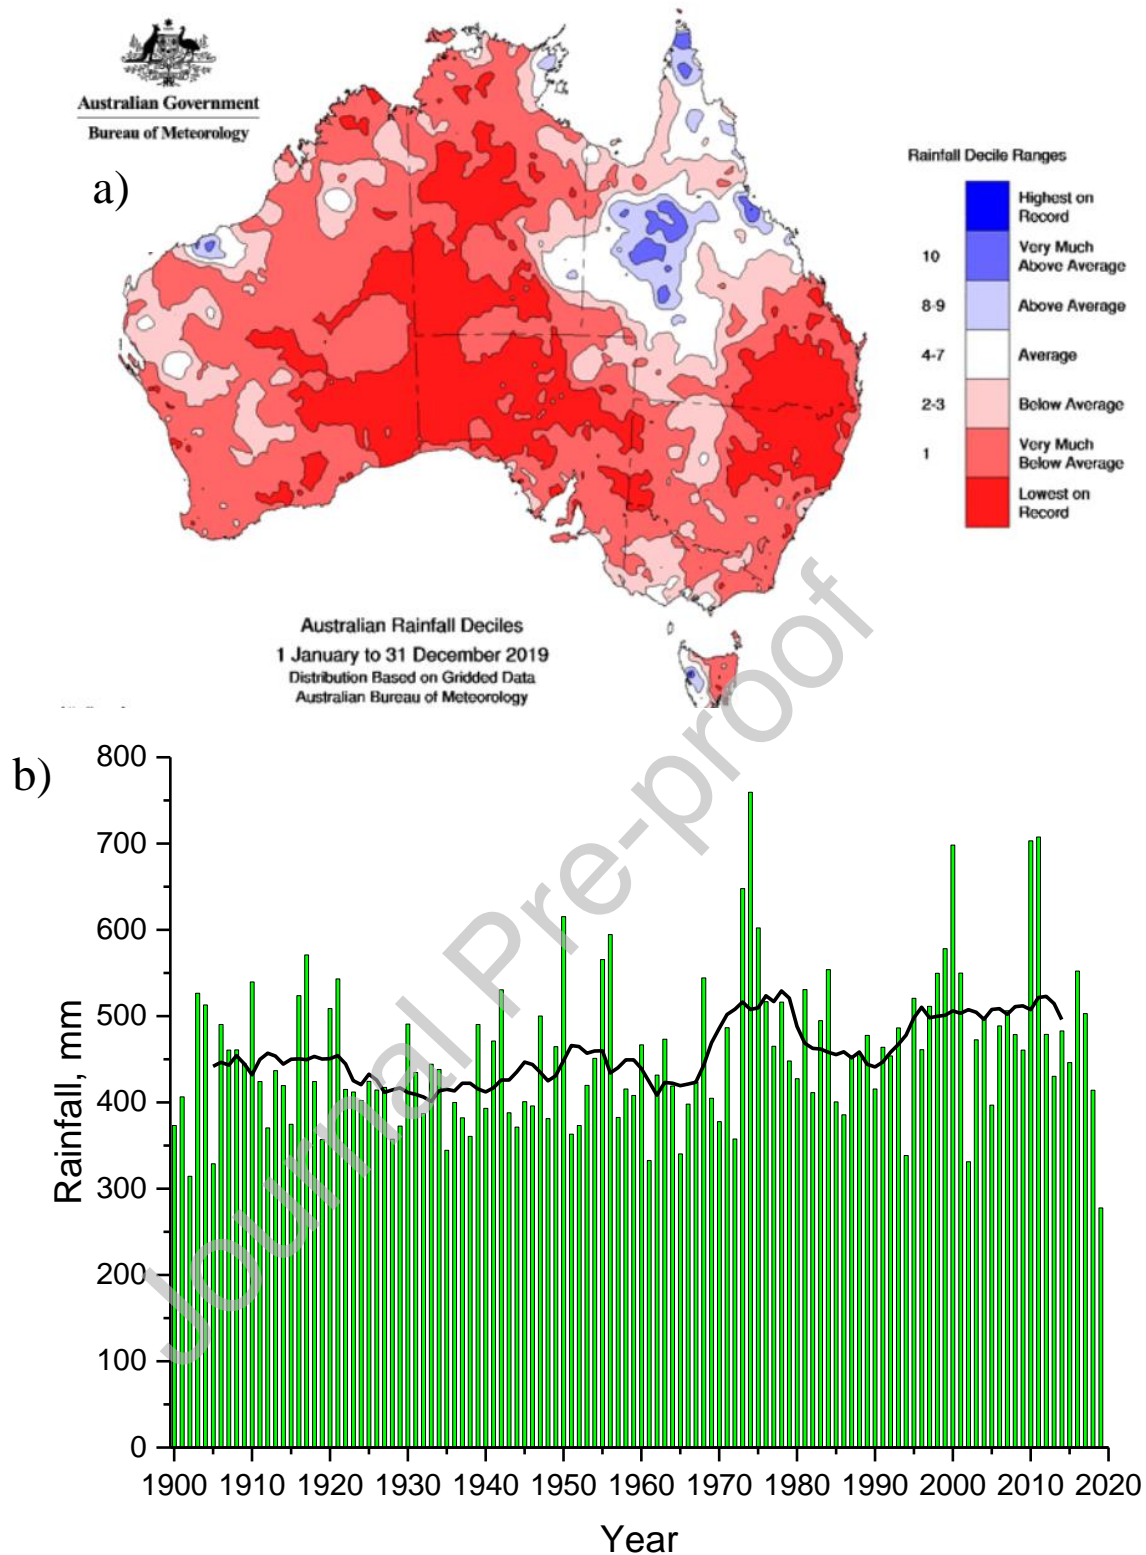 Australian Government
Bureau of Meteorology
a)
Rainfall Decile Ranges
Highest on
Record
10
Very Much
Above Average
8-9
Above Average
4-7
Average
2-3
Below Average
1
Very Much
Below Average
Lowest on
Record
Australian Rainfall Deciles
1 January to 31 December 2019
Distribution Based on Gridded Data
Australian Bureau of Meteorology
Journal Pre-proof
b)
800
700
600
500
400
300
200
100
0
Rainfall, mm
1900 1910 1920 1930 1940 1950 1960 1970 1980 1990 2000 2010 2020
Year